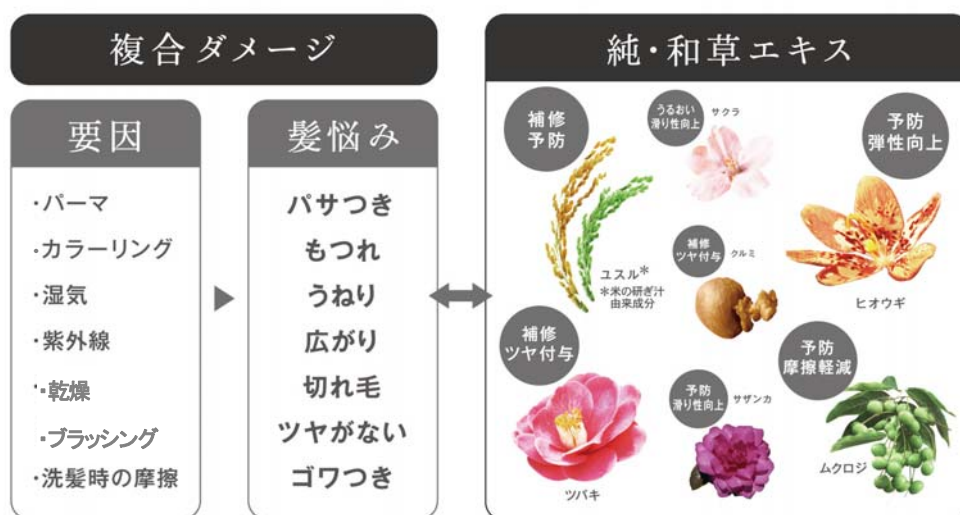 複合ダメージ
要因
・パーマ
・カラーリング
・湿気
・紫外線
・乾燥
・ブラッシング
・洗髪時の摩擦
髪悩み
パサつき
もつれ
うねり
広がり
切れ毛
ツヤがない
ゴワつき
純・和草エキス
補修
予防
ユスル*
*米の研ぎ汁
由来成分
うるおい
滑り性向上
サクラ
予防
弾性向上
ヒオウギ
補修
ツヤ付与
クルミ
補修
ツヤ付与
ツバキ
予防
滑り性向上
サザンカ
予防
摩擦軽減
ムクロジ